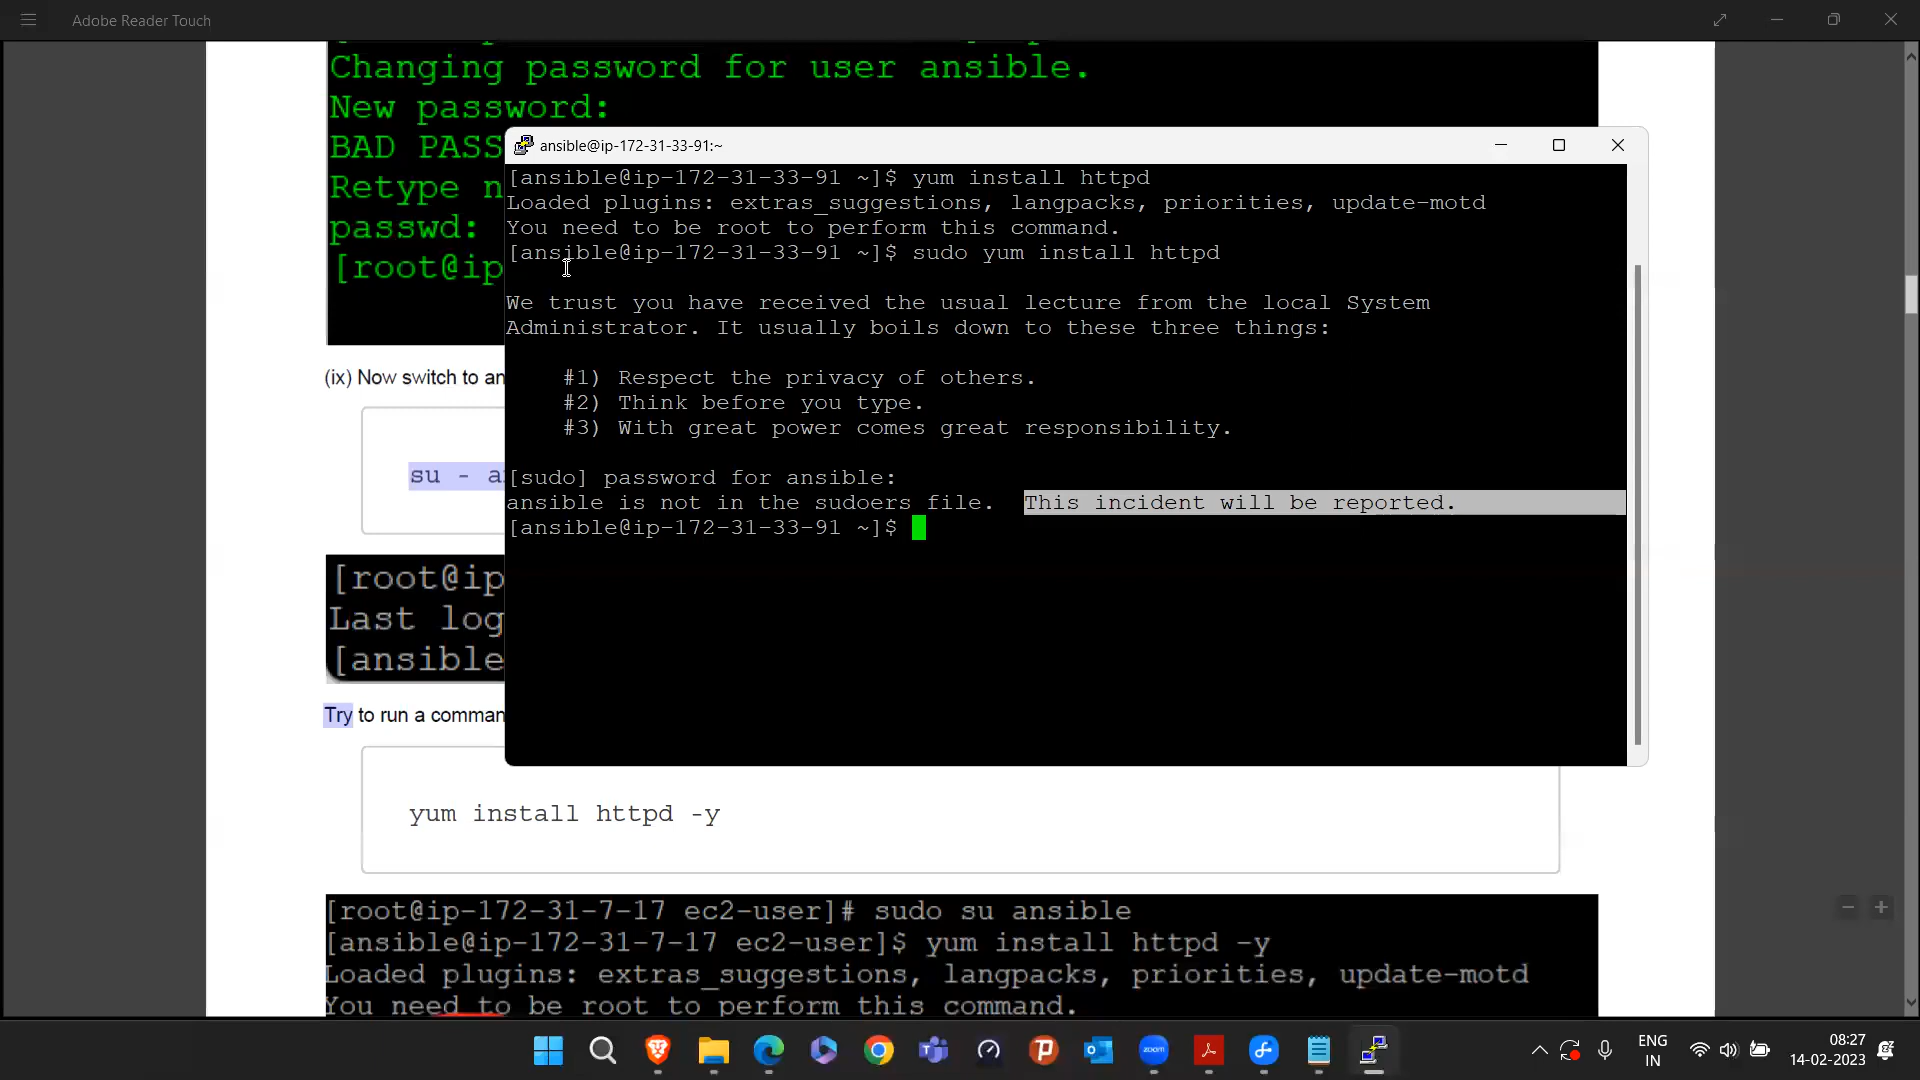 Adobe Reader Touch
Changing password for user ansible.
New password:
BAD PASS
Retype n
passwd:
[root@ip
ansible@ip-172-31-33-91:~
[ansible@ip-172-31-33-91 ~]$ yum install httpd
Loaded plugins: extras_suggestions, langpacks, priorities, update-motd
You need to be root to perform this command.
[ansible@ip-172-31-33-91 ~]$ sudo yum install httpd
We trust you have received the usual lecture from the local System
Administrator. It usually boils down to these three things:
#1) Respect the privacy of others.
#2) Think before you type.
#3) With great power comes great responsibility.
[sudo] password for ansible:
ansible is not in the sudoers file.  This incident will be reported.
[ansible@ip-172-31-33-91 ~]$
(ix) Now switch to an
su - a
[root@ip
Last log
[ansible
Try to run a comman
yum install httpd -y
[root@ip-172-31-7-17 ec2-user]# sudo su ansible
[ansible@ip-172-31-7-17 ec2-user]$ yum install httpd -y
Loaded plugins: extras_suggestions, langpacks, priorities, update-motd
You need to be root to perform this command.
zoom
ENG
IN
08:27
14-02-2023